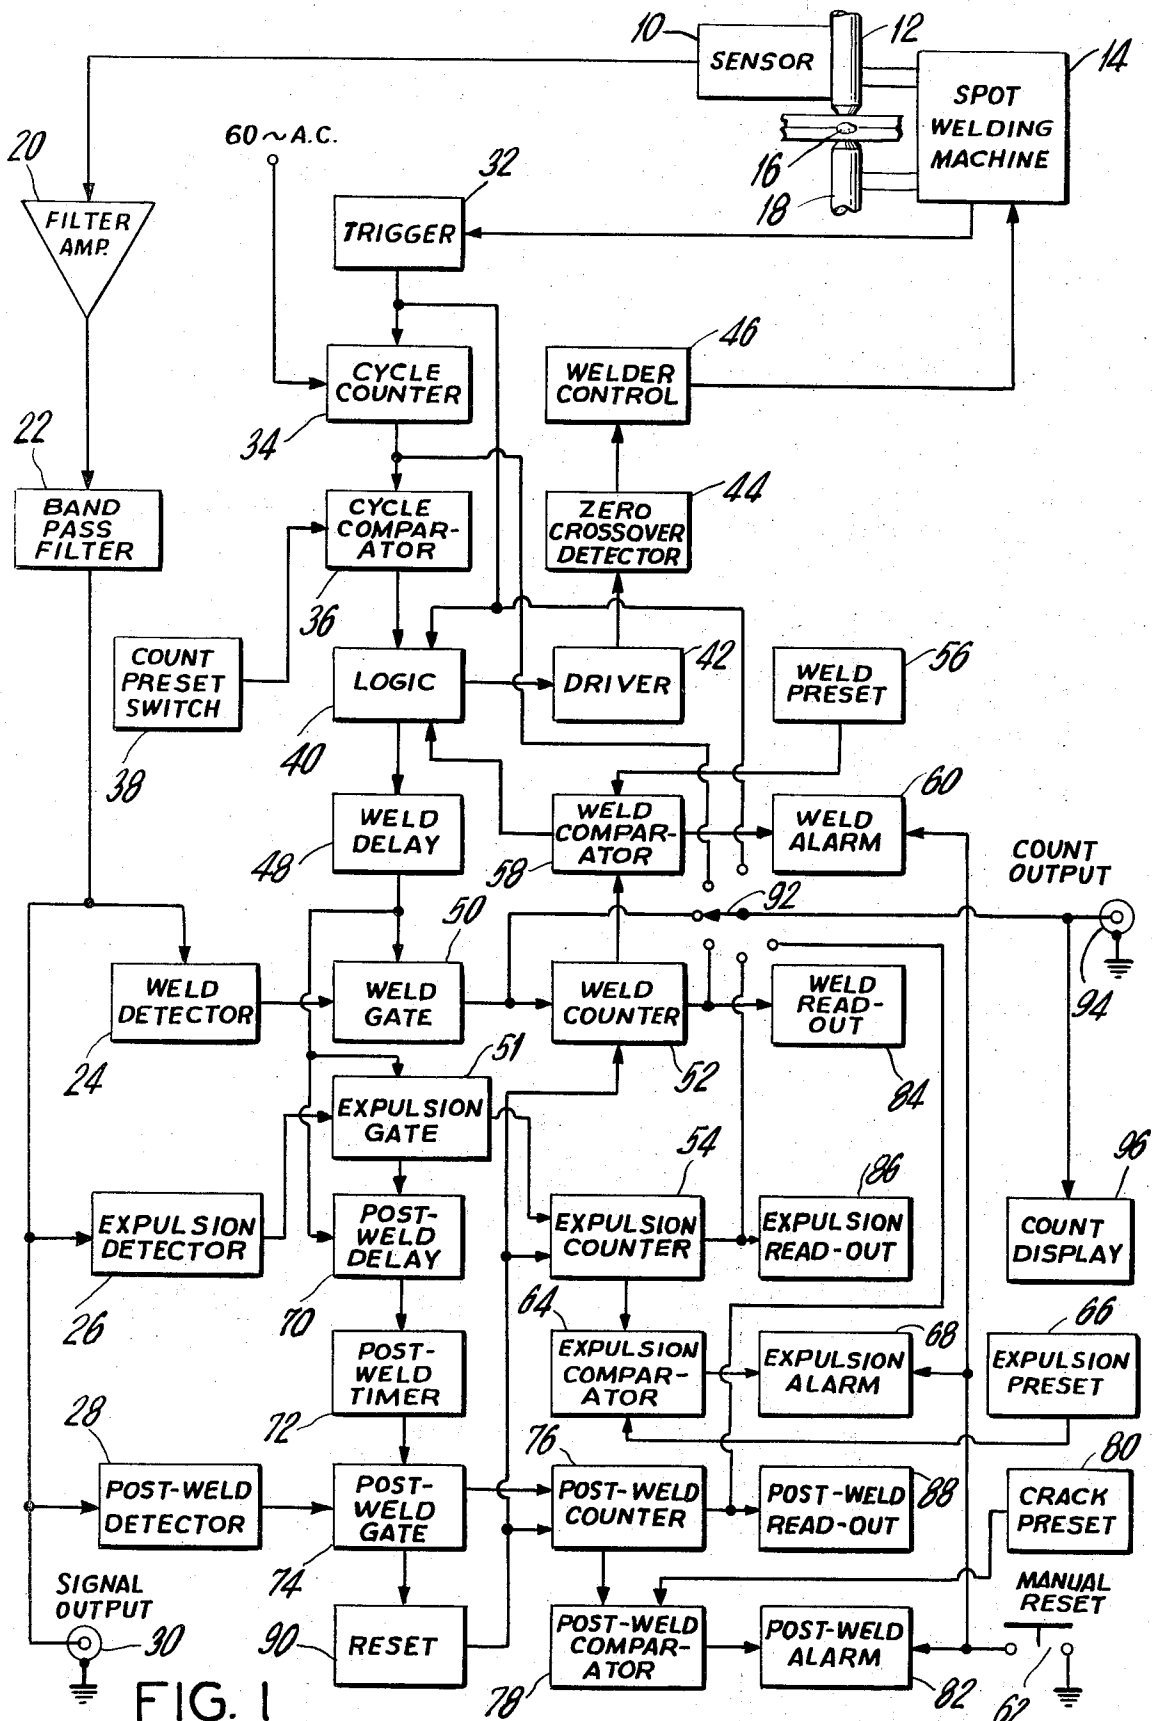 10
SENSOR
12
SPOT
WELDING
MACHINE
14
16
18
60 ~ A.C.
20
FILTER
AMP.
32
TRIGGER
CYCLE
COUNTER
34
46
WELDER
CONTROL
22
BAND
PASS
FILTER
CYCLE
COMPAR-
ATOR
36
44
ZERO
CROSSOVER
DETECTOR
COUNT
PRESET
SWITCH
38
LOGIC
40
42
DRIVER
56
WELD
PRESET
WELD
DELAY
48
WELD
COMPAR-
ATOR
58
60
WELD
ALARM
COUNT
OUTPUT
94
92
WELD
DETECTOR
24
50
WELD
GATE
WELD
COUNTER
52
WELD
READ-
OUT
84
51
EXPULSION
GATE
EXPULSION
DETECTOR
26
POST-
WELD
DELAY
70
54
EXPULSION
COUNTER
86
EXPULSION
READ-OUT
96
COUNT
DISPLAY
POST-
WELD
TIMER
72
64
EXPULSION
COMPAR-
ATOR
68
EXPULSION
ALARM
66
EXPULSION
PRESET
28
POST-WELD
DETECTOR
POST-
WELD
GATE
74
76
POST-WELD
COUNTER
88
POST-WELD
READ-OUT
80
CRACK
PRESET
SIGNAL
OUTPUT
30
90
RESET
POST-WELD
COMPAR-
ATOR
78
POST-WELD
ALARM
82
MANUAL
RESET
62
FIG. 1